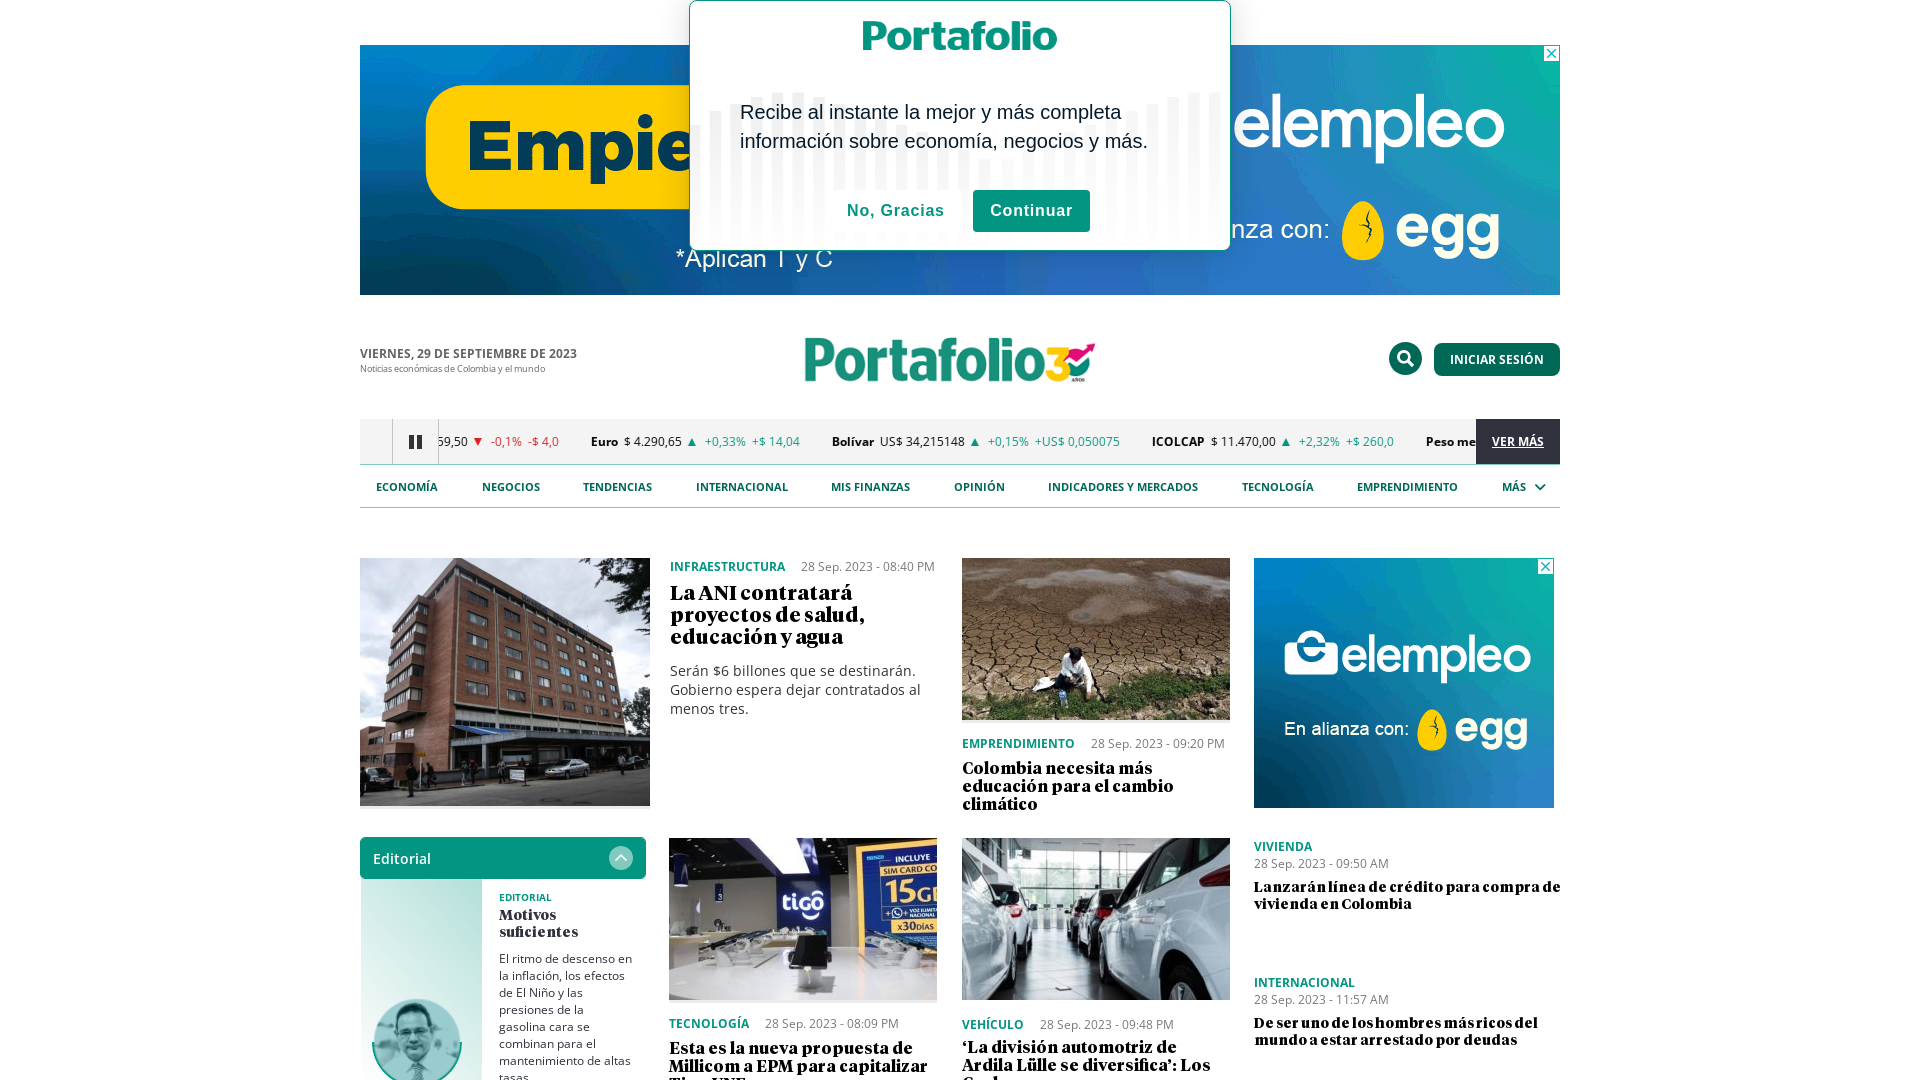 Portafolio
Recibe al instante la mejor y más completa
información sobre economía, negocios y más.
No, Gracias
Continuar
elempleo
nza con: egg
*Aplican T y C
VIERNES, 29 DE SEPTIEMBRE DE 2023
Noticias económicas de Colombia y el mundo
Portafolio 30
AÑOS
INICIAR SESIÓN
59,50 ▼ -0,1% -$ 4,0
Euro $ 4.290,65 ▲ +0,33% +$ 14,04
Bolívar US$ 34,215148 ▲ +0,15% +US$ 0,050075
ICOLCAP $ 11.470,00 ▲ +2,32% +$ 260,0
Peso me
VER MÁS
ECONOMÍA
NEGOCIOS
TENDENCIAS
INTERNACIONAL
MIS FINANZAS
OPINIÓN
INDICADORES Y MERCADOS
TECNOLOGÍA
EMPRENDIMIENTO
MÁS
INFRAESTRUCTURA 28 Sep. 2023 - 08:40 PM
La ANI contratará
proyectos de salud,
educación y agua
Serán $6 billones que se destinarán.
Gobierno espera dejar contratados al
menos tres.
EMPRENDIMIENTO 28 Sep. 2023 - 09:20 PM
Colombia necesita más
educación para el cambio
climático
elempleo
En alianza con: egg
Editorial
EDITORIAL
Motivos
suficientes
El ritmo de descenso en
la inflación, los efectos
de El Niño y las
presiones de la
gasolina cara se
combinan para el
mantenimiento de altas
tasas
INCLUYE
SIM CARD CO
15GB
x30DÍAS
tigo
TECNOLOGÍA 28 Sep. 2023 - 08:09 PM
Esta es la nueva propuesta de
Millicom a EPM para capitalizar
VEHÍCULO 28 Sep. 2023 - 09:48 PM
‘La división automotriz de
Ardila Lülle se diversifica’: Los
VIVIENDA
28 Sep. 2023 - 09:50 AM
Lanzarán línea de crédito para compra de
vivienda en Colombia
INTERNACIONAL
28 Sep. 2023 - 11:57 AM
De ser uno de los hombres más ricos del
mundo a estar arrestado por deudas